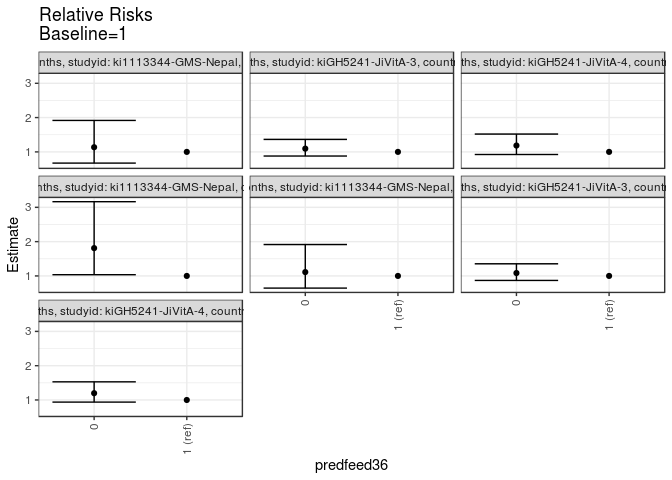 Relative Risks
Baseline=1
nths, studyid: ki1113344-GMS-Nepal,
ths, studyid: kiGH5241-JiVitA-3, countr
ths, studyid: kiGH5241-JiVitA-4, countr
3
2
1
nths, studyid: ki1113344-GMS-Nepal, c
onths, studyid: ki1113344-GMS-Nepal,
ths, studyid: kiGH5241-JiVitA-3, countr
3
2
1
0
1 (ref)
0
1 (ref)
ths, studyid: kiGH5241-JiVitA-4, countr
3
2
1
0
1 (ref)
Estimate
predfeed36